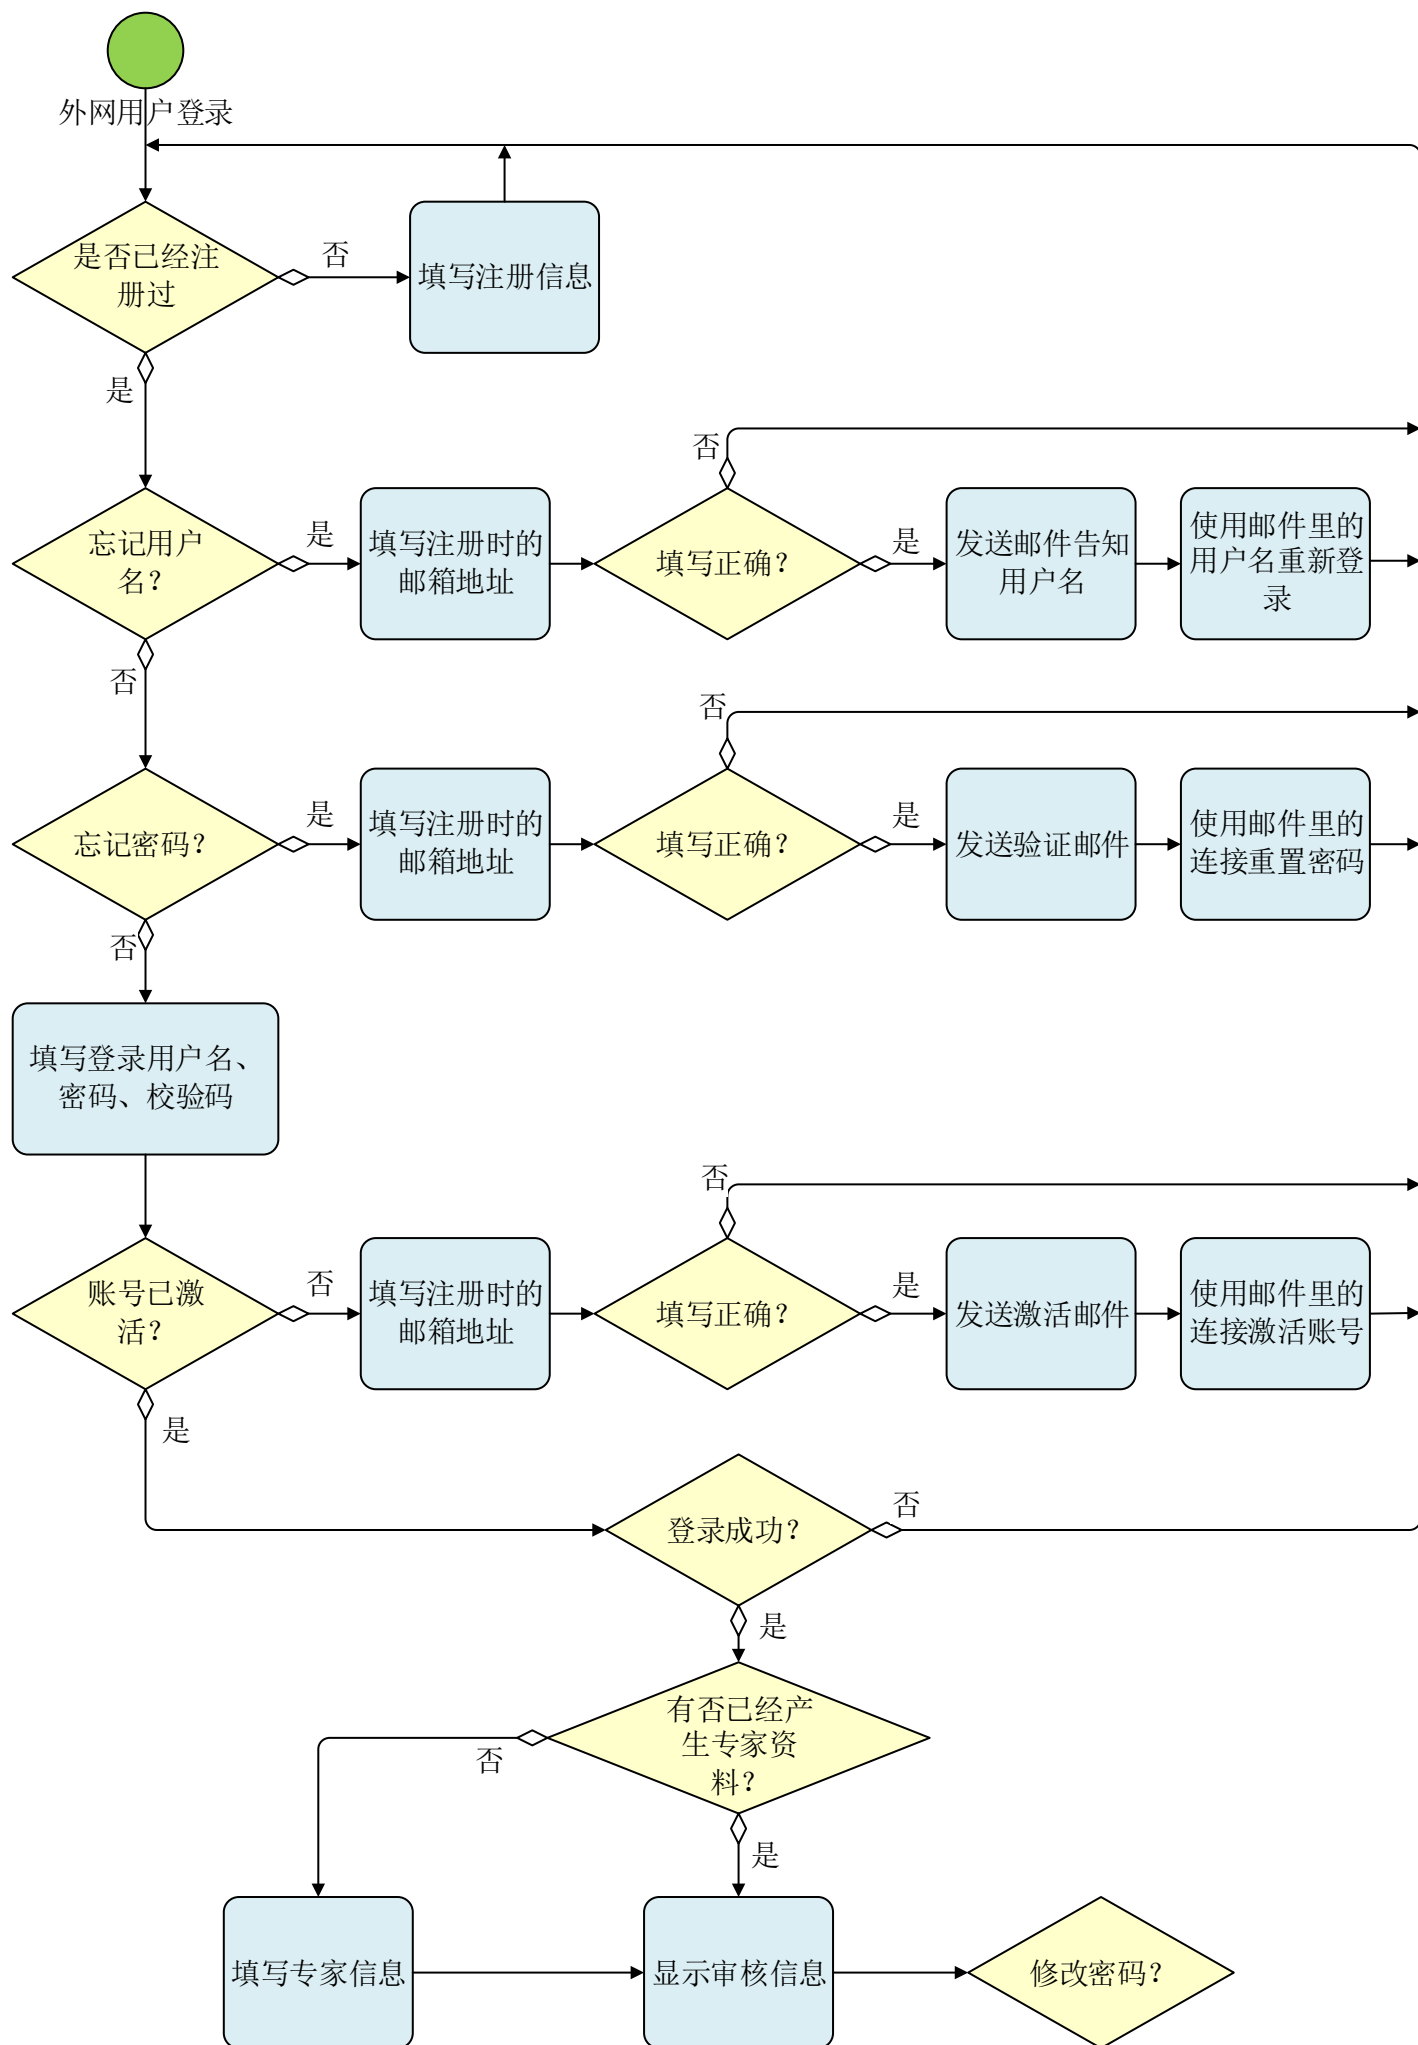 外网用户登录
是否已经注
册过
否
填写注册信息
是
否
忘记用户
名？
是
填写注册时的
邮箱地址
填写正确？
是
发送邮件告知
用户名
使用邮件里的
用户名重新登
录
否
否
忘记密码？
是
填写注册时的
邮箱地址
填写正确？
是
发送验证邮件
使用邮件里的
连接重置密码
否
填写登录用户名、
密码、校验码
否
账号已激
活？
否
填写注册时的
邮箱地址
填写正确？
是
发送激活邮件
使用邮件里的
连接激活账号
是
登录成功？
否
是
有否已经产
生专家资
料？
否
是
填写专家信息
显示审核信息
修改密码？